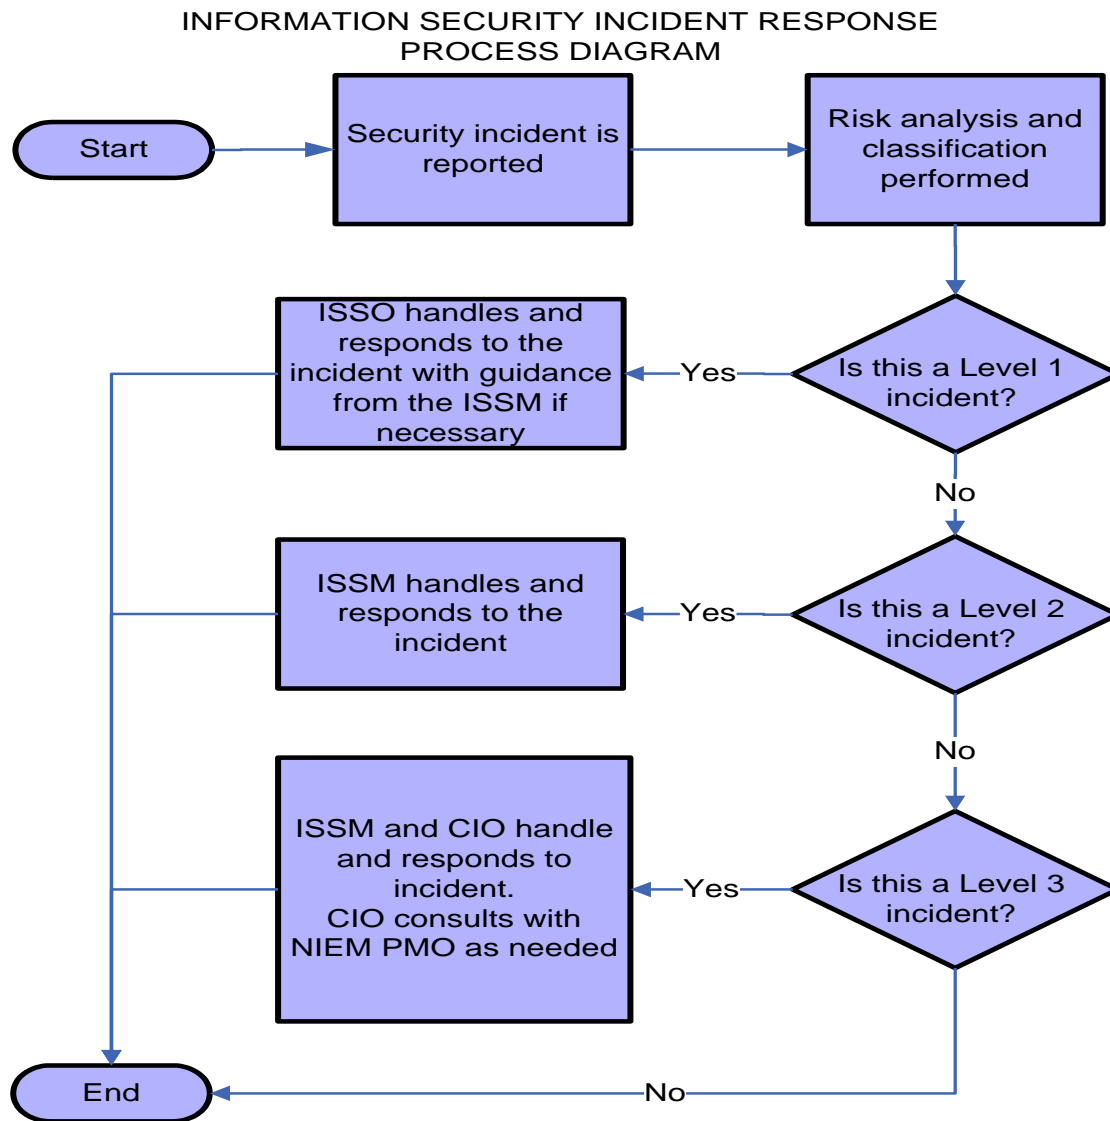 INFORMATION SECURITY INCIDENT RESPONSE
PROCESS DIAGRAM
Start
Security incident is
reported
Risk analysis and
classification
performed
Is this a Level 1
incident?
Yes
ISSO handles and
responds to the
incident with guidance
from the ISSM if
necessary
No
Is this a Level 2
incident?
Yes
ISSM handles and
responds to the
incident
No
Is this a Level 3
incident?
Yes
ISSM and CIO handle
and responds to
incident.
CIO consults with
NIEM PMO as needed
No
End